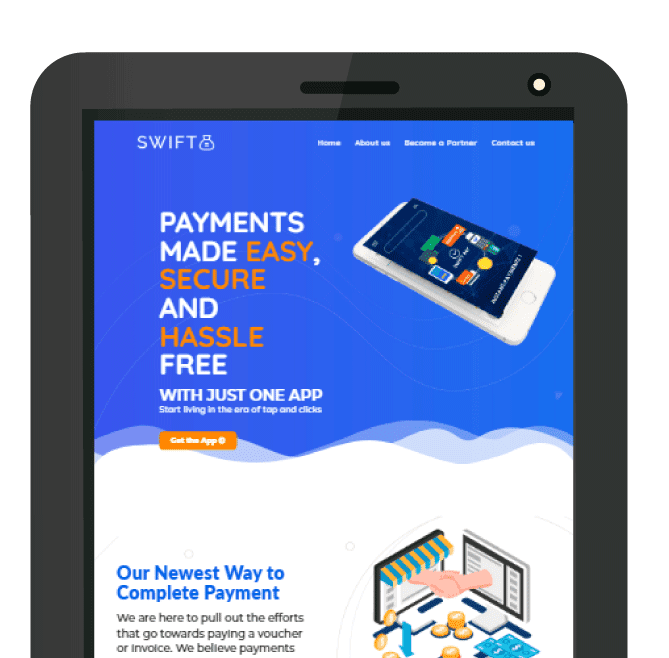 SWIFT
Home About us Become a Partner Contact us
PAYMENTS
MADE EASY,
SECURE
AND
HASSLE
FREE
WITH JUST ONE APP
Start living in the era of tap and clicks
Get the App
INSTANT PAYMENTS !
Our Newest Way to
Complete Payment
We are here to pull out the efforts
that go towards paying a voucher
or invoice. We believe payments